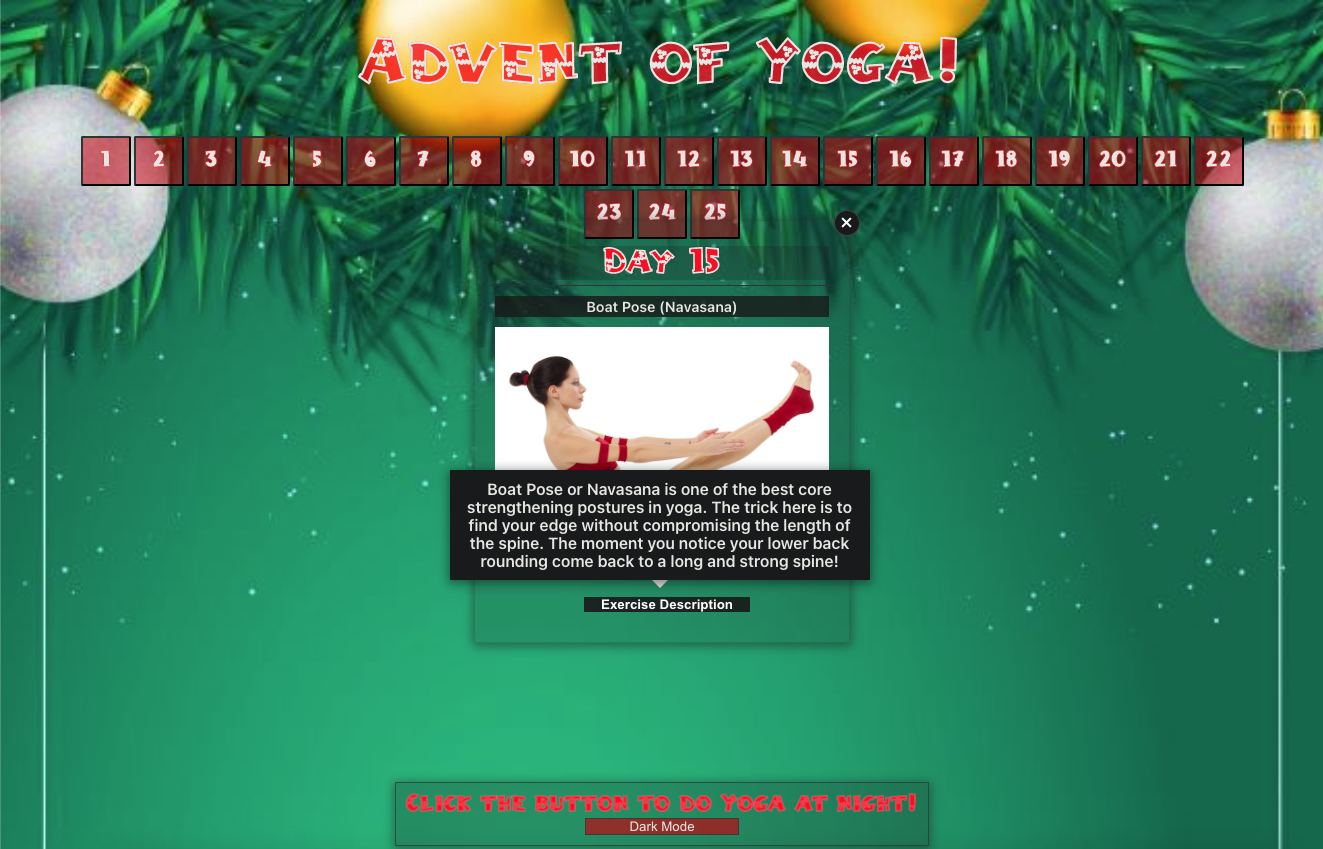 Advent of Yoga!
1 2 3 4 5 6 7 8 9 10 11 12 13 14 15 16 17 18 19 20 21 22
23 24 25
×
Day 15
Boat Pose (Navasana)
Boat Pose or Navasana is one of the best core
strengthening postures in yoga. The trick here is to
find your edge without compromising the length of
the spine. The moment you notice your lower back
rounding come back to a long and strong spine!
Exercise Description
Click the button to do yoga at night!
Dark Mode